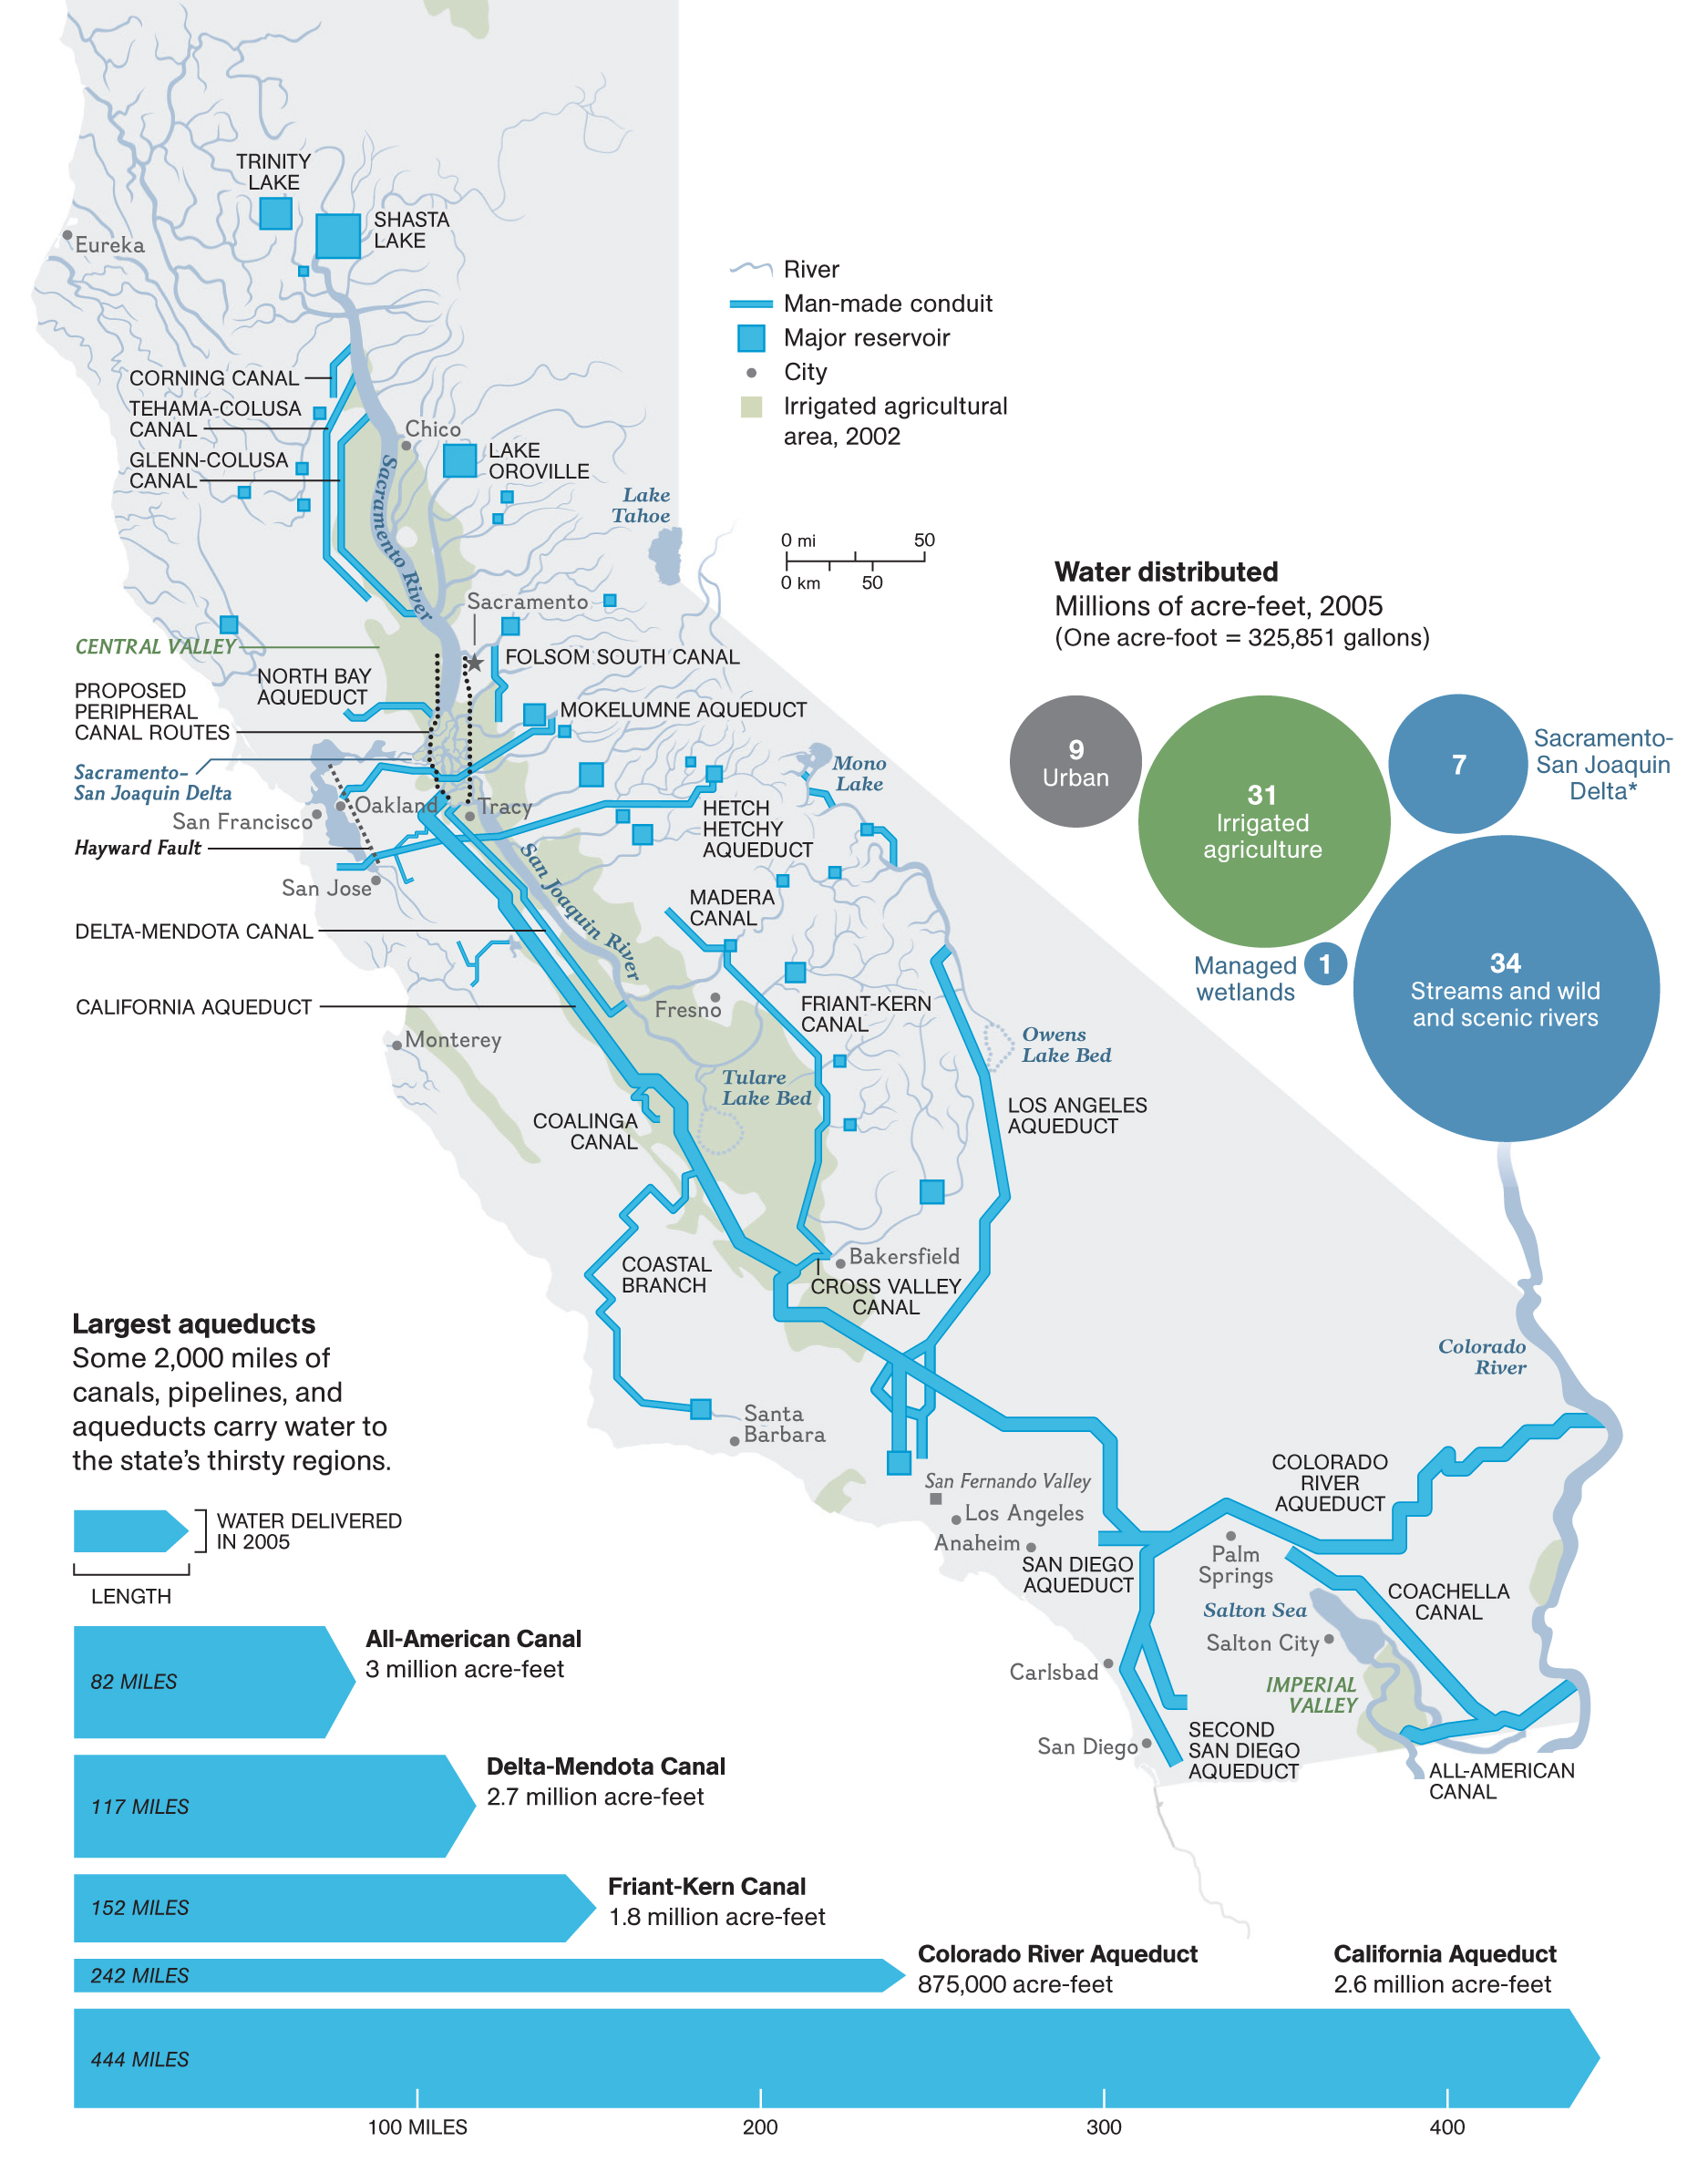 TRINITY
LAKE
SHASTA
LAKE
Eureka
River
Man-made conduit
Major reservoir
City
Irrigated agricultural
area, 2002
CORNING CANAL
TEHAMA-COLUSA
CANAL
GLENN-COLUSA
CANAL
Chico
LAKE
OROVILLE
Sacramento River
Lake
Tahoe
0 mi 50
0 km 50
Water distributed
Millions of acre-feet, 2005
(One acre-foot = 325,851 gallons)
9
Urban
31
Irrigated
agriculture
7
Sacramento-
San Joaquin
Delta*
Managed
wetlands
1
34
Streams and wild
and scenic rivers
Sacramento
CENTRAL VALLEY
FOLSOM SOUTH CANAL
NORTH BAY
AQUEDUCT
PROPOSED
PERIPHERAL
CANAL ROUTES
MOKELUMNE AQUEDUCT
Sacramento-
San Joaquin Delta
Mono
Lake
Oakland
Tracy
San Francisco
HETCH
HETCHY
AQUEDUCT
Hayward Fault
San Jose
San Joaquin River
MADERA
CANAL
DELTA-MENDOTA CANAL
CALIFORNIA AQUEDUCT
Fresno
FRIANT-KERN
CANAL
Monterey
Owens
Lake Bed
Tulare
Lake Bed
LOS ANGELES
AQUEDUCT
COALINGA
CANAL
Bakersfield
COASTAL
BRANCH
CROSS VALLEY
CANAL
Largest aqueducts
Some 2,000 miles of
canals, pipelines, and
aqueducts carry water to
the state’s thirsty regions.
Colorado
River
Santa
Barbara
San Fernando Valley
Los Angeles
Anaheim
COLORADO
RIVER
AQUEDUCT
SAN DIEGO
AQUEDUCT
Palm
Springs
COACHELLA
CANAL
Salton Sea
Salton City
Carlsbad
IMPERIAL
VALLEY
San Diego
SECOND
SAN DIEGO
AQUEDUCT
ALL-AMERICAN
CANAL
WATER DELIVERED
IN 2005
LENGTH
All-American Canal
3 million acre-feet
82 MILES
Delta-Mendota Canal
2.7 million acre-feet
117 MILES
Friant-Kern Canal
1.8 million acre-feet
152 MILES
Colorado River Aqueduct
875,000 acre-feet
242 MILES
California Aqueduct
2.6 million acre-feet
444 MILES
100 MILES 200 300 400